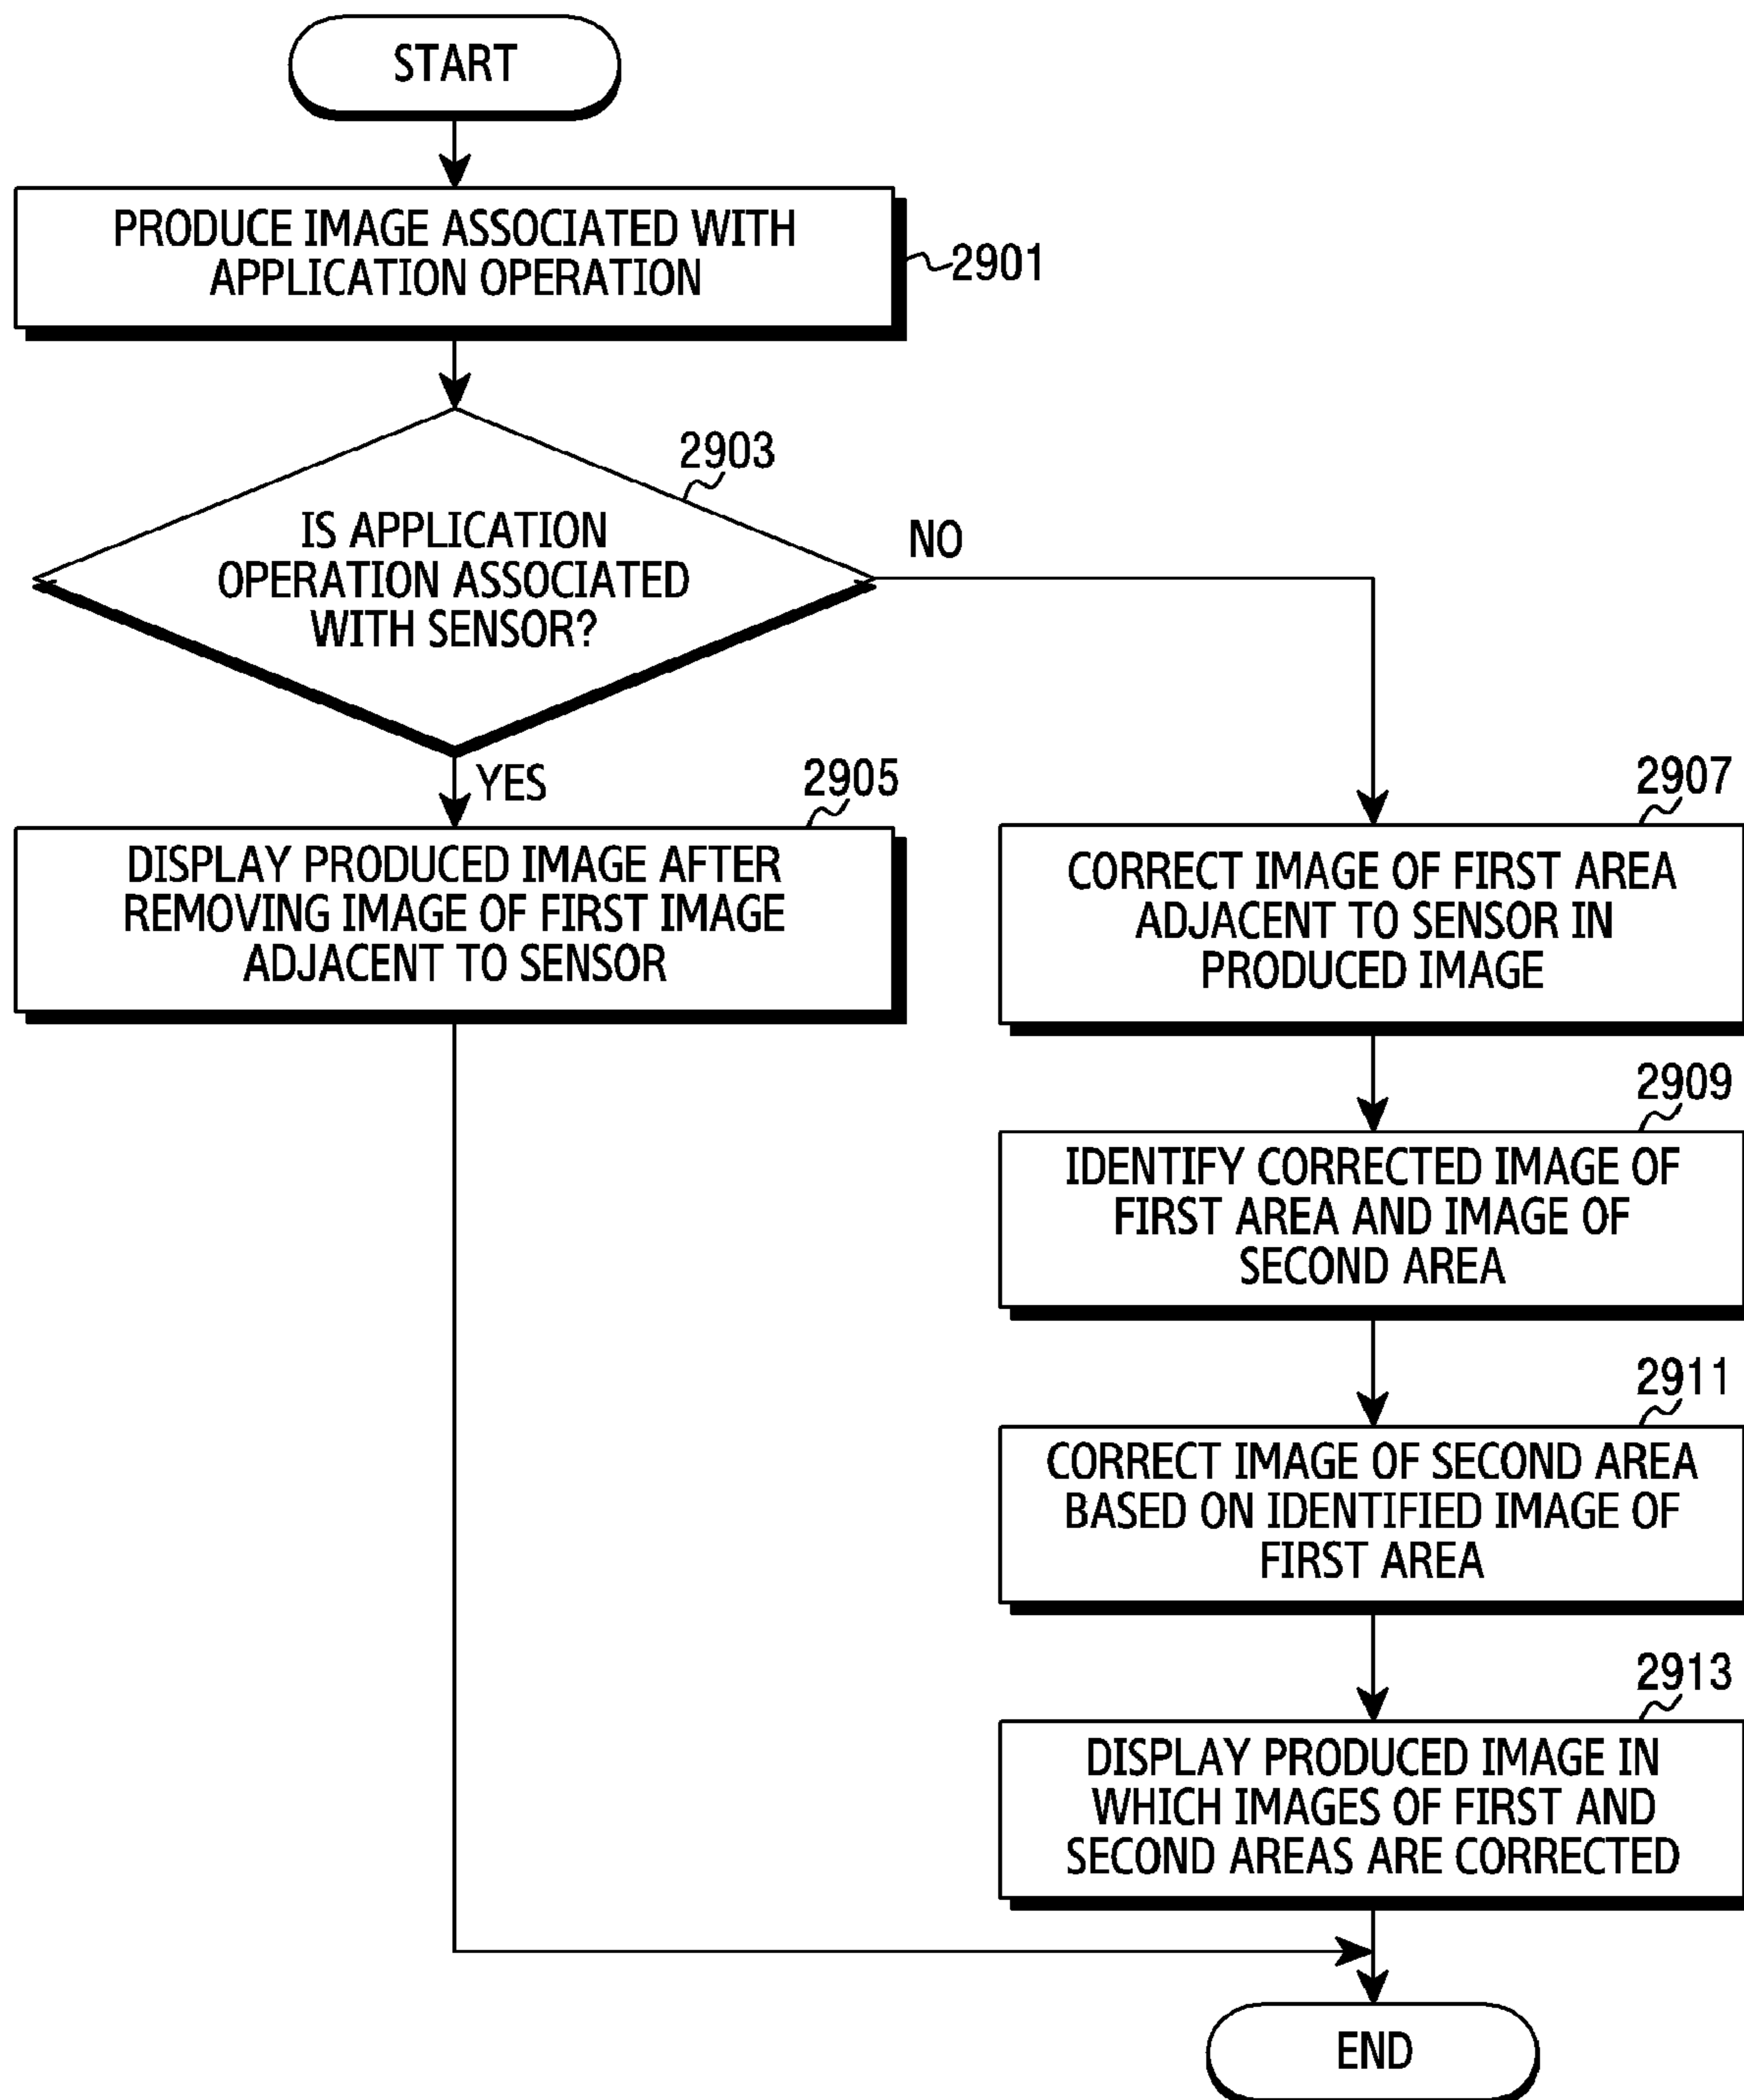 START
PRODUCE IMAGE ASSOCIATED WITH
APPLICATION OPERATION
2901
2903
IS APPLICATION
OPERATION ASSOCIATED
WITH SENSOR?
NO
YES
2905
DISPLAY PRODUCED IMAGE AFTER
REMOVING IMAGE OF FIRST IMAGE
ADJACENT TO SENSOR
2907
CORRECT IMAGE OF FIRST AREA
ADJACENT TO SENSOR IN
PRODUCED IMAGE
2909
IDENTIFY CORRECTED IMAGE OF
FIRST AREA AND IMAGE OF
SECOND AREA
2911
CORRECT IMAGE OF SECOND AREA
BASED ON IDENTIFIED IMAGE OF
FIRST AREA
2913
DISPLAY PRODUCED IMAGE IN
WHICH IMAGES OF FIRST AND
SECOND AREAS ARE CORRECTED
END